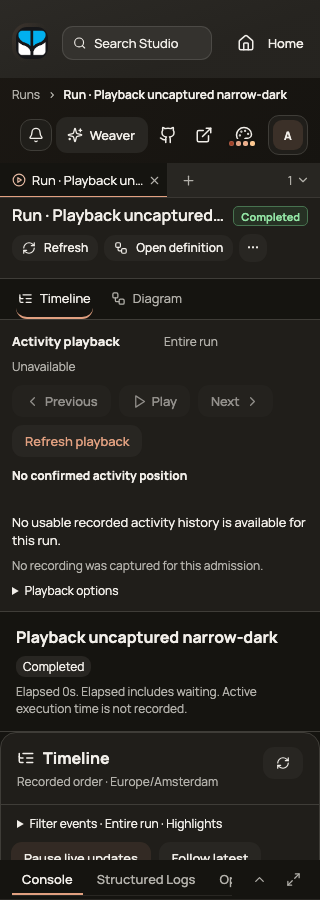 Search Studio
Home
Runs › Run · Playback uncaptured narrow-dark
Weaver
A
Run · Playback un...
1
Run · Playback uncaptured...
Completed
Refresh
Open definition
Timeline
Diagram
Activity playback
Entire run
Unavailable
Previous
Play
Next
Refresh playback
No confirmed activity position
No usable recorded activity history is available for
this run.
No recording was captured for this admission.
Playback options
Playback uncaptured narrow-dark
Completed
Elapsed 0s. Elapsed includes waiting. Active
execution time is not recorded.
Timeline
Recorded order · Europe/Amsterdam
Filter events · Entire run · Highlights
Pause live updates
Follow latest
Console
Structured Logs